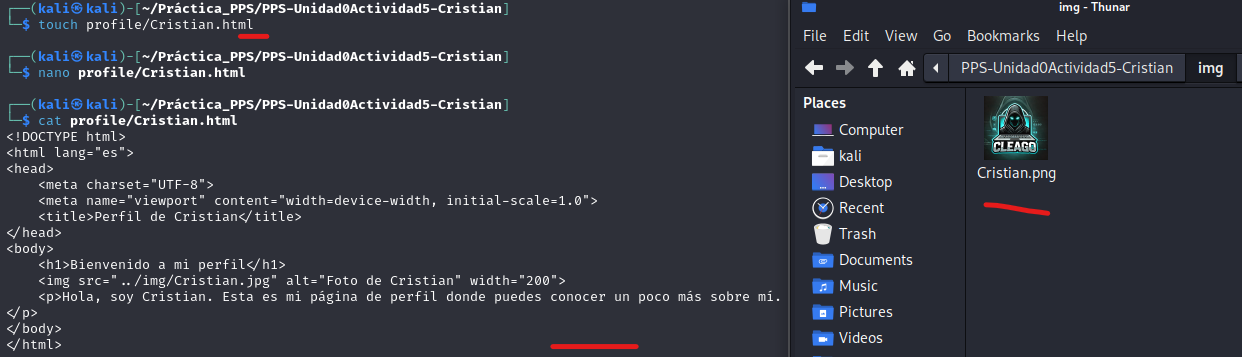 ┌──(kali㉿kali)-[~/Práctica_PPS/PPS-Unidad0Actividad5-Cristian]
└─$ touch profile/Cristian.html
┌──(kali㉿kali)-[~/Práctica_PPS/PPS-Unidad0Actividad5-Cristian]
└─$ nano profile/Cristian.html
┌──(kali㉿kali)-[~/Práctica_PPS/PPS-Unidad0Actividad5-Cristian]
└─$ cat profile/Cristian.html
<!DOCTYPE html>
<html lang="es">
<head>
    <meta charset="UTF-8">
    <meta name="viewport" content="width=device-width, initial-scale=1.0">
    <title>Perfil de Cristian</title>
</head>
<body>
    <h1>Bienvenido a mi perfil</h1>
    <img src="../img/Cristian.jpg" alt="Foto de Cristian" width="200">
    <p>Hola, soy Cristian. Esta es mi página de perfil donde puedes conocer un poco más sobre mí.
</p>
</body>
</html>
img - Thunar
File Edit View Go Bookmarks Help
PPS-Unidad0Actividad5-Cristian img
Places
Computer
kali
Desktop
Recent
Trash
Documents
Music
Pictures
Videos
CLEAGO
Cristian.png